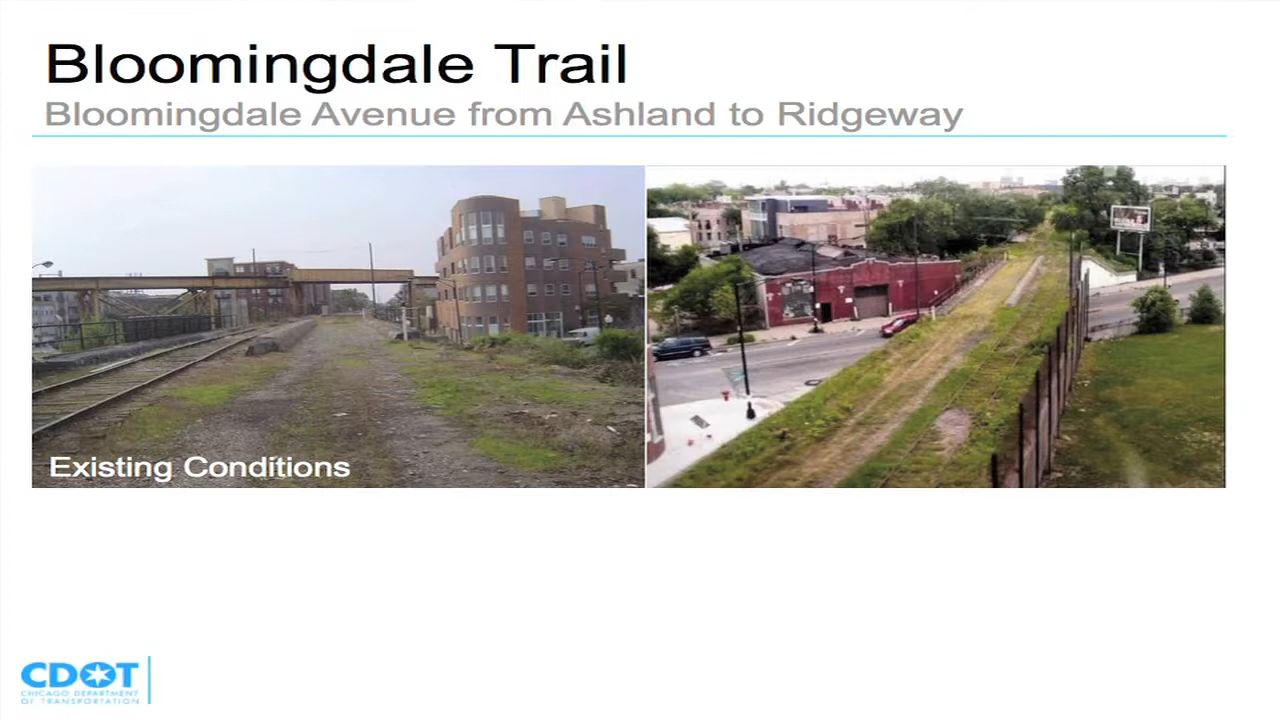 Bloomingdale Trail
Bloomingdale Avenue from Ashland to Ridgeway
Existing Conditions
CDOT
CHICAGO DEPARTMENT
OF TRANSPORTATION